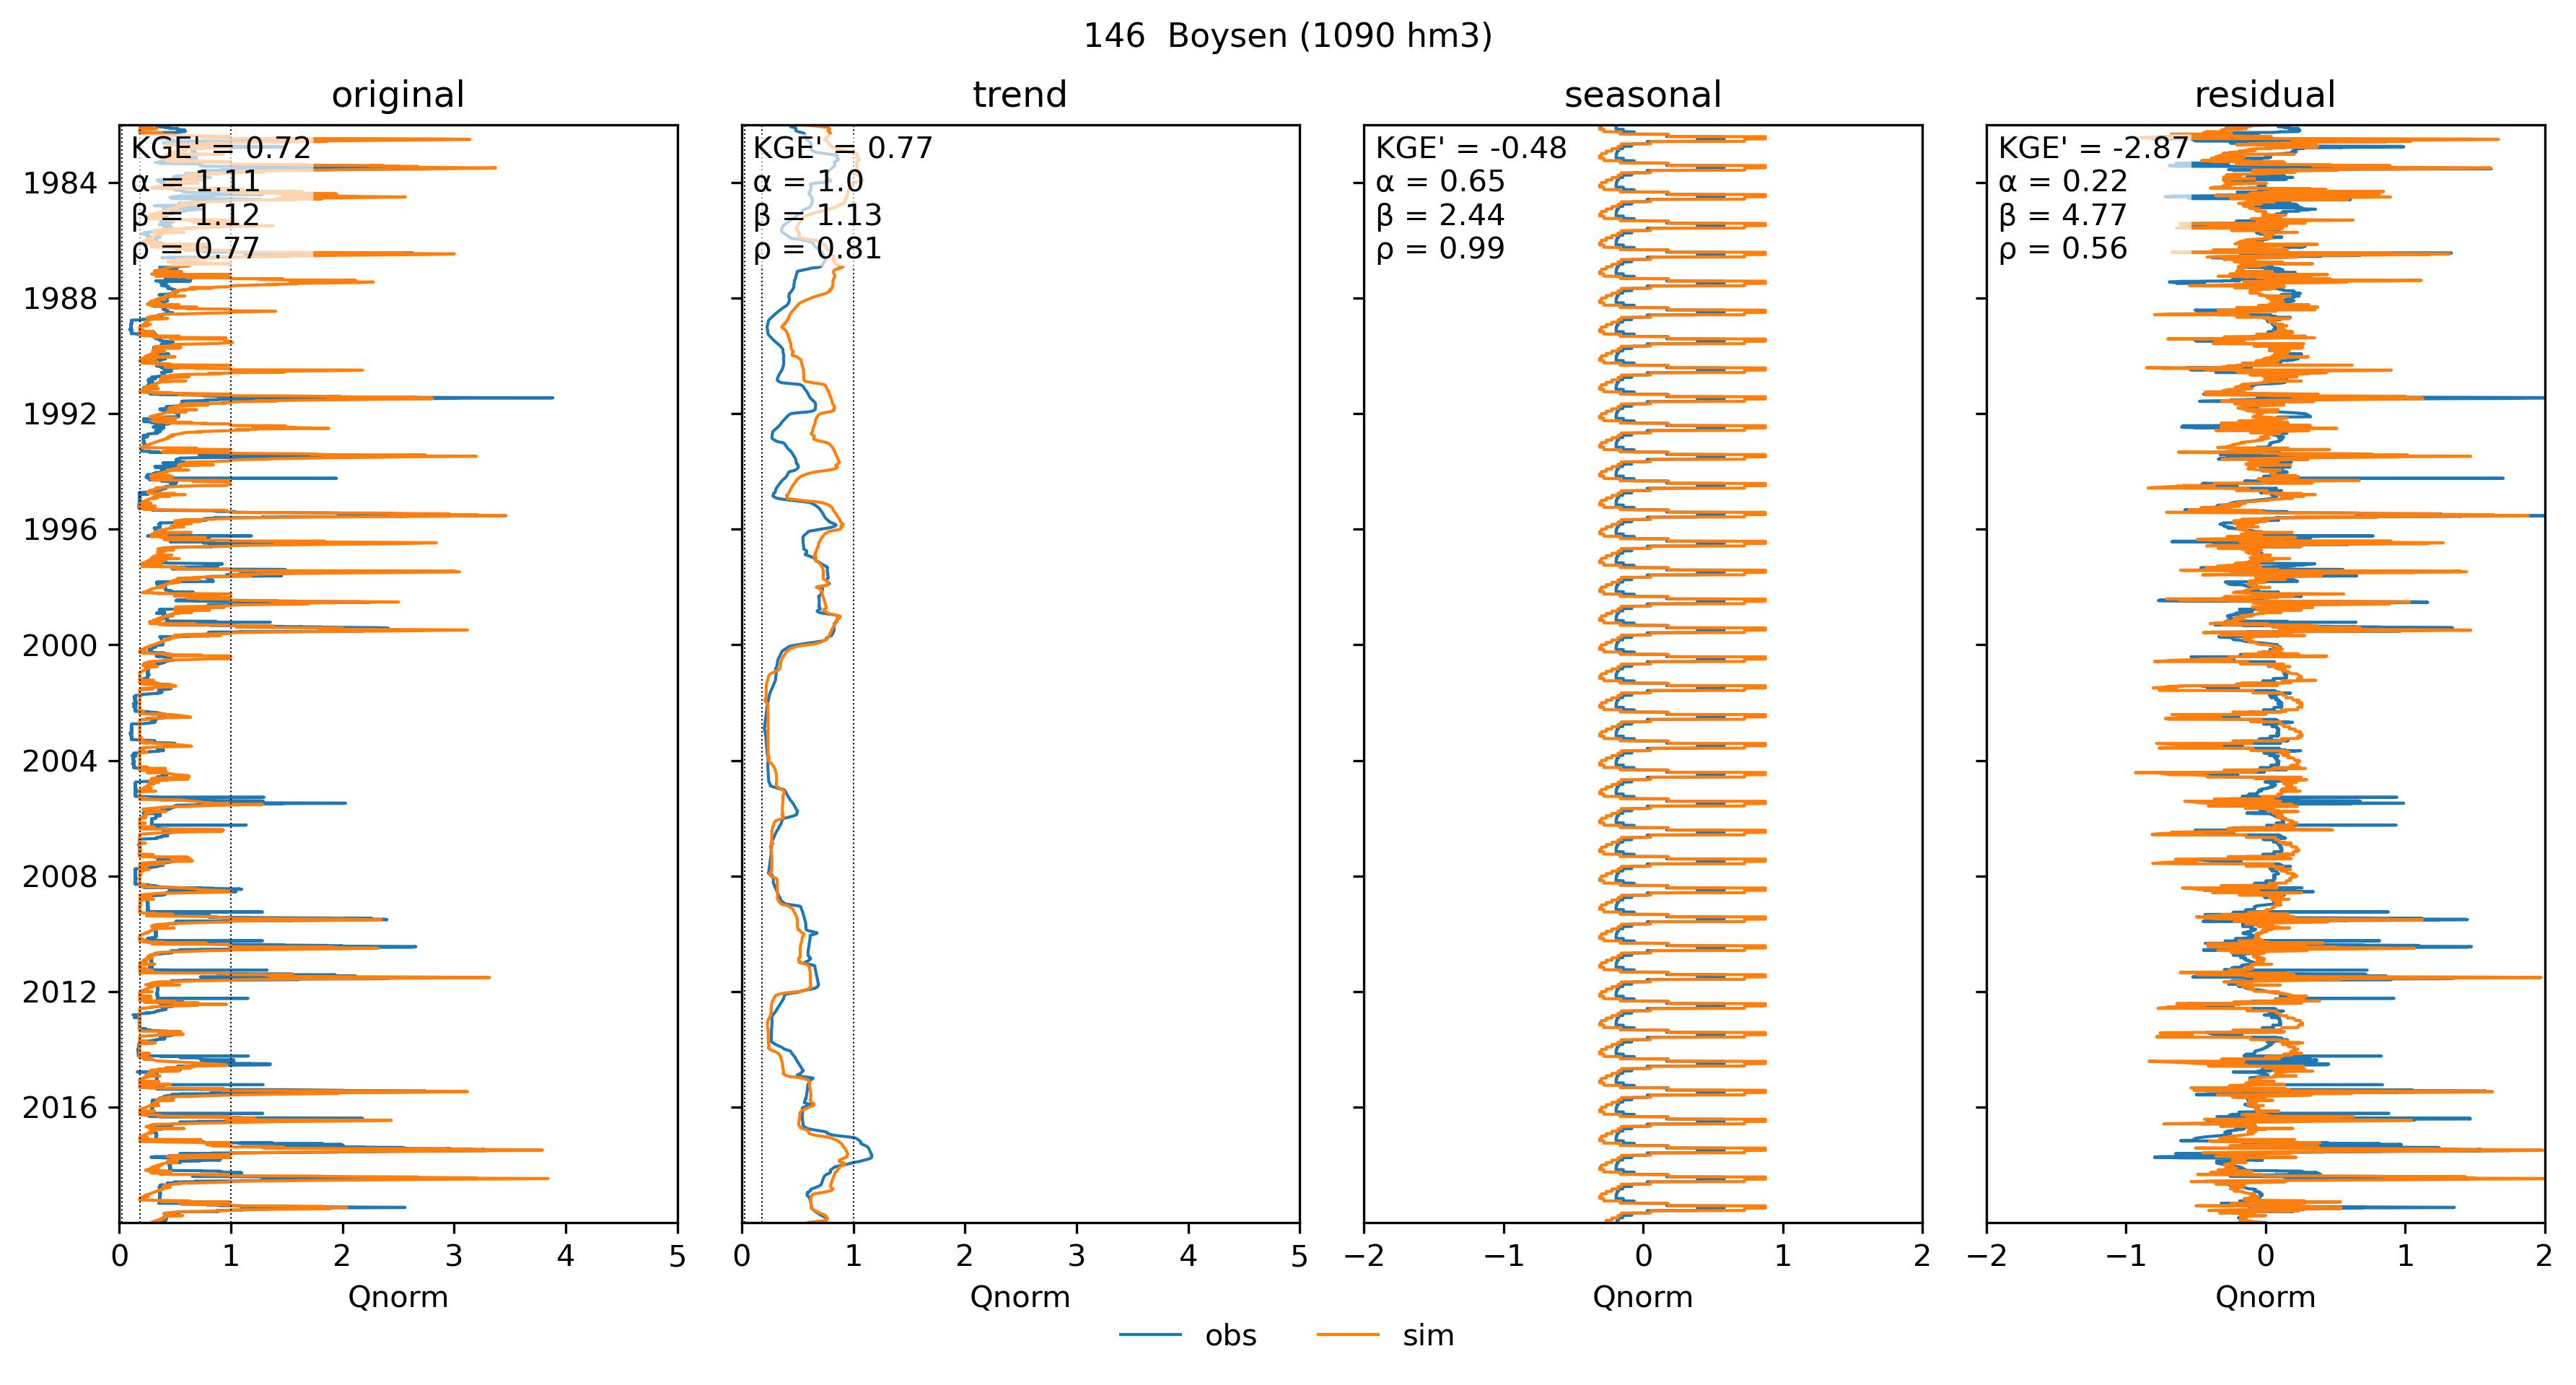 146  Boysen (1090 hm3)
original
trend
seasonal
residual
KGE' = 0.72
α = 1.11
β = 1.12
ρ = 0.77
KGE' = 0.77
α = 1.0
β = 1.13
ρ = 0.81
KGE' = -0.48
α = 0.65
β = 2.44
ρ = 0.99
KGE' = -2.87
α = 0.22
β = 4.77
ρ = 0.56
1984
1988
1992
1996
2000
2004
2008
2012
2016
0 1 2 3 4 5
0 1 2 3 4 5
−2 −1 0 1 2
−2 −1 0 1 2
Qnorm
Qnorm
Qnorm
Qnorm
obs
sim